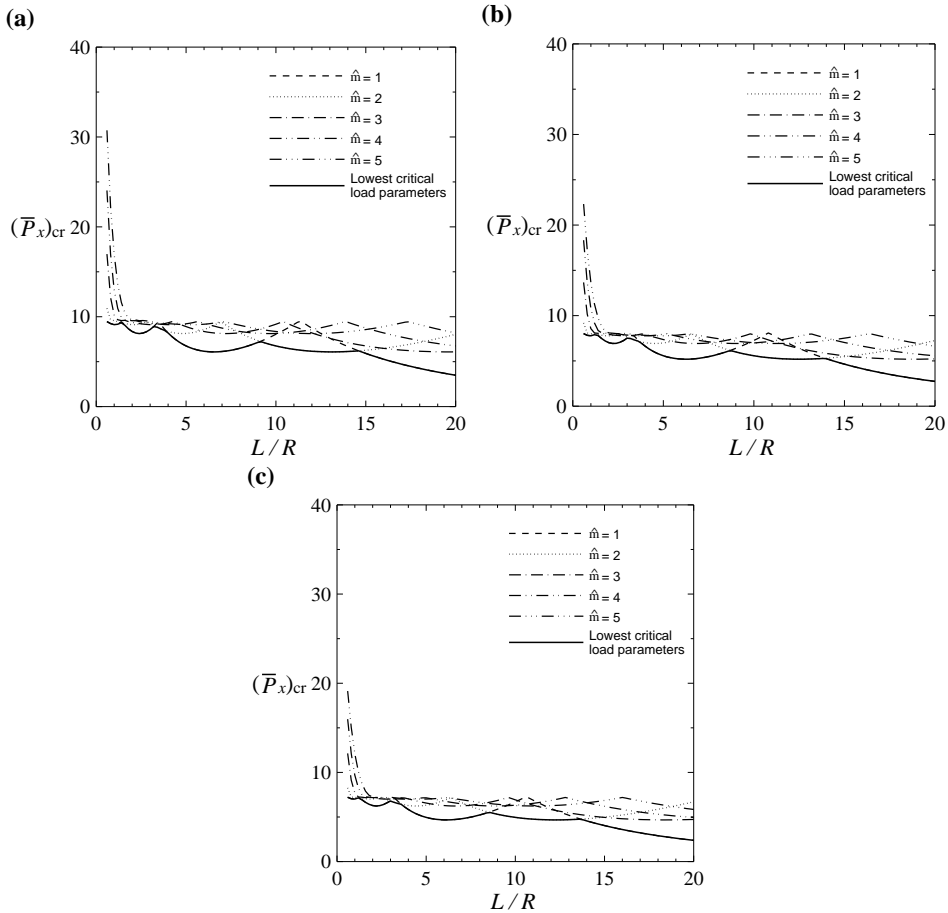 (a)
40
30
20
10
0
(P̅x)cr
m̂ = 1
m̂ = 2
m̂ = 3
m̂ = 4
m̂ = 5
Lowest critical
load parameters
0 5 10 15 20
L / R
(b)
40
30
20
10
0
(P̅x)cr
m̂ = 1
m̂ = 2
m̂ = 3
m̂ = 4
m̂ = 5
Lowest critical
load parameters
0 5 10 15 20
L / R
(c)
40
30
20
10
0
(P̅x)cr
m̂ = 1
m̂ = 2
m̂ = 3
m̂ = 4
m̂ = 5
Lowest critical
load parameters
0 5 10 15 20
L / R